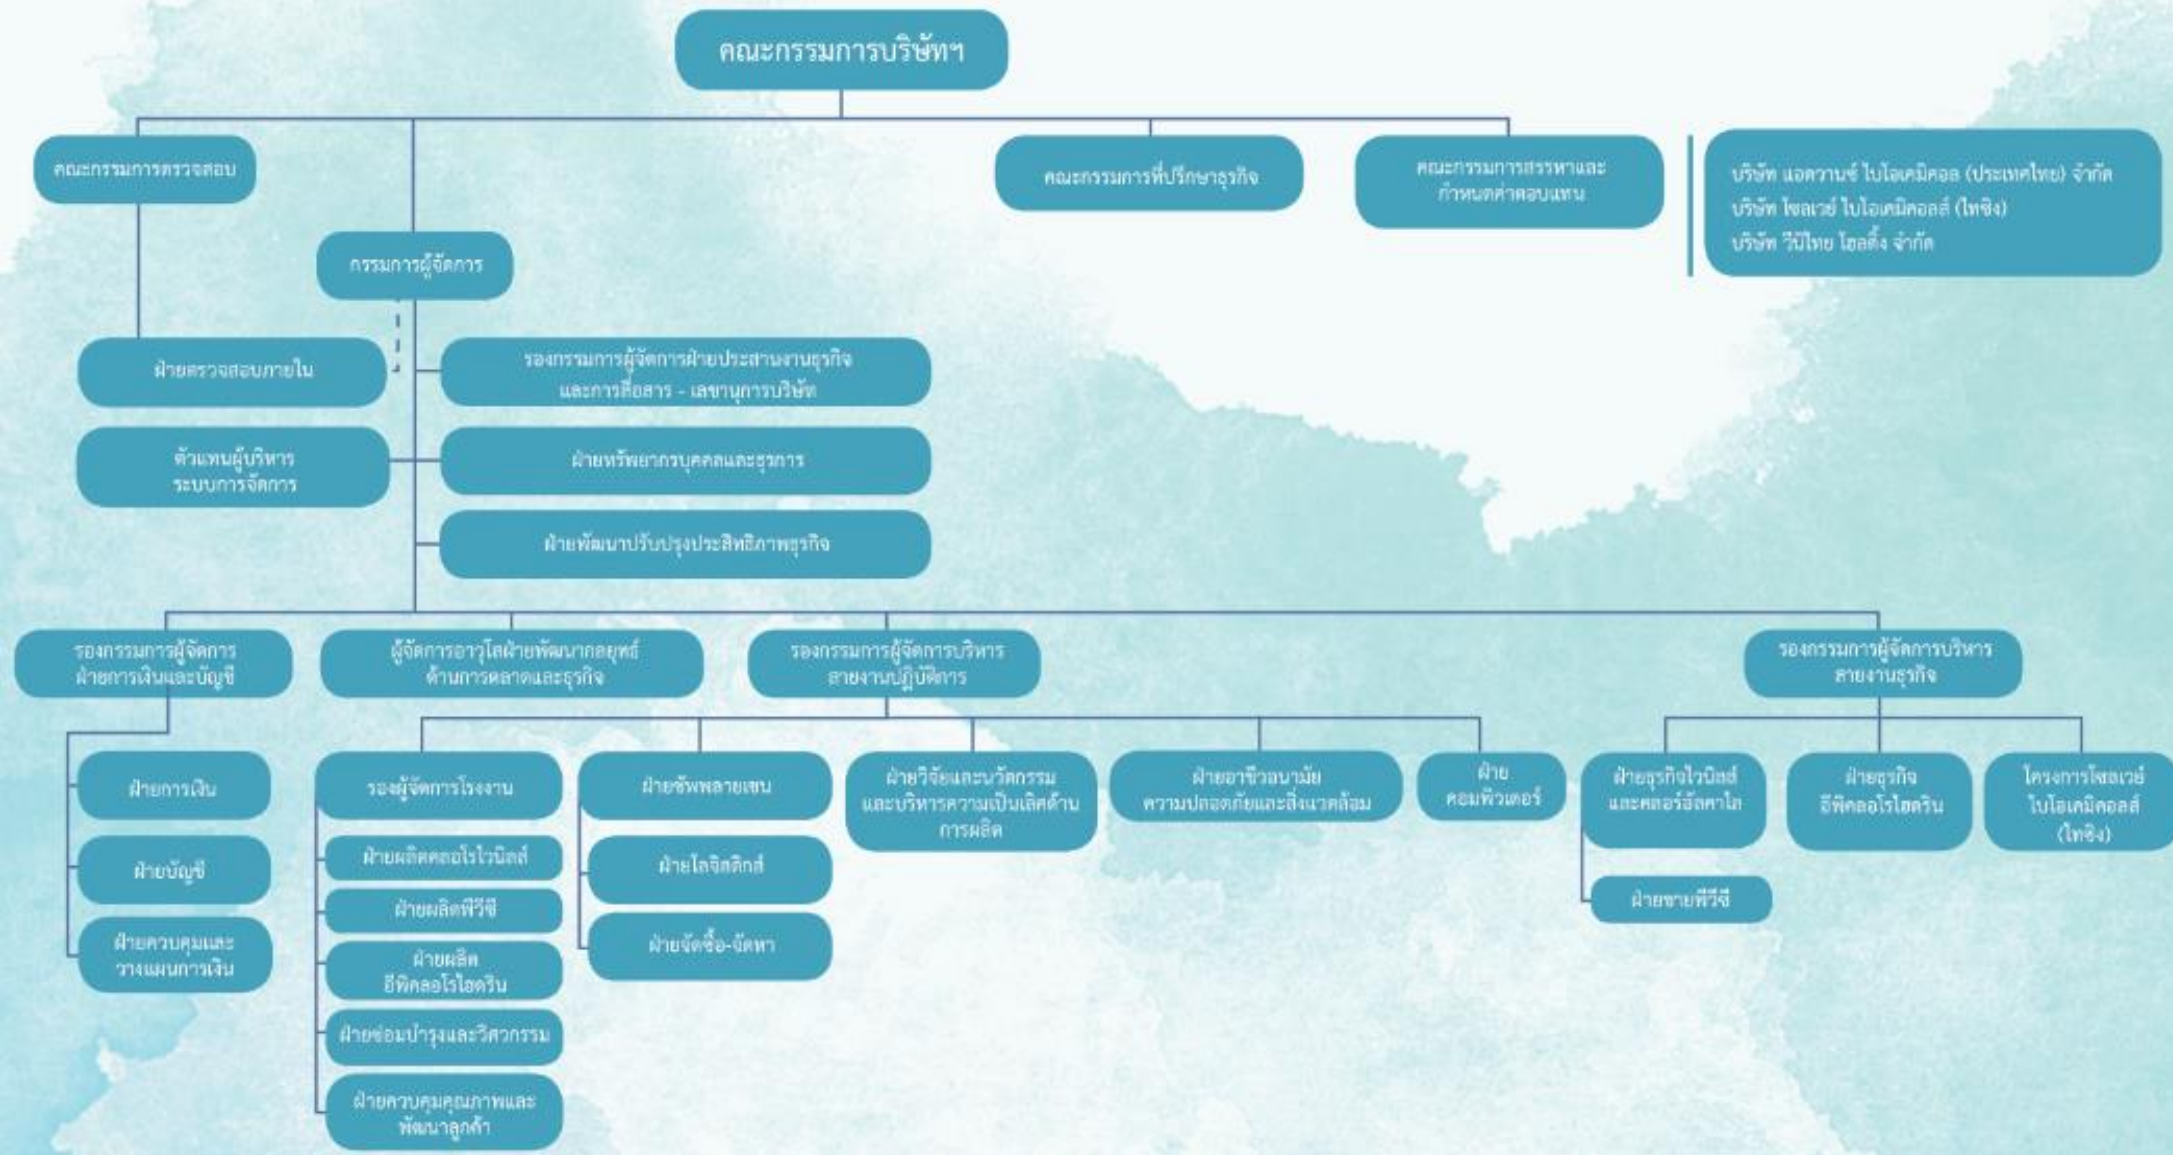 คณะกรรมการบริษัทฯ
คณะกรรมการตรวจสอบ
คณะกรรมการที่ปรึกษาธุรกิจ
คณะกรรมการสรรหาและ
กำหนดค่าตอบแทน
บริษัท แอดวานซ์ ไบโอเคมิคอล (ประเทศไทย) จำกัด
บริษัท โซลเวย์ ไบโอเคมิคอลส์ (ไทซิง)
บริษัท วีนิไทย โฮลดิ้ง จำกัด
กรรมการผู้จัดการ
ฝ่ายตรวจสอบภายใน
รองกรรมการผู้จัดการฝ่ายประสานงานธุรกิจ
และการสื่อสาร - เลขานุการบริษัท
ตัวแทนผู้บริหาร
ระบบการจัดการ
ฝ่ายทรัพยากรบุคคลและธุรการ
ฝ่ายพัฒนาปรับปรุงประสิทธิภาพธุรกิจ
รองกรรมการผู้จัดการ
ฝ่ายการเงินและบัญชี
ผู้จัดการอาวุโสฝ่ายพัฒนากลยุทธ์
ด้านการตลาดและธุรกิจ
รองกรรมการผู้จัดการบริหาร
สายงานปฏิบัติการ
รองกรรมการผู้จัดการบริหาร
สายงานธุรกิจ
ฝ่ายการเงิน
ฝ่ายบัญชี
ฝ่ายควบคุมและ
วางแผนการเงิน
รองผู้จัดการโรงงาน
ฝ่ายผลิตคลอโรไวนิลส์
ฝ่ายผลิตพีวีซี
ฝ่ายผลิต
อีพิคลอโรไฮดริน
ฝ่ายซ่อมบำรุงและวิศวกรรม
ฝ่ายควบคุมคุณภาพและ
พัฒนาลูกค้า
ฝ่ายซัพพลายเชน
ฝ่ายโลจิสติกส์
ฝ่ายจัดซื้อ-จัดหา
ฝ่ายวิจัยและนวัตกรรม
และบริหารความเป็นเลิศด้าน
การผลิต
ฝ่ายอาชีวอนามัย
ความปลอดภัยและสิ่งแวดล้อม
ฝ่าย
คอมพิวเตอร์
ฝ่ายธุรกิจไวนิลส์
และคลอร์อัลคาไล
ฝ่ายขายพีวีซี
ฝ่ายธุรกิจ
อีพิคลอโรไฮดริน
โครงการโซลเวย์
ไบโอเคมิคอลส์
(ไทซิง)